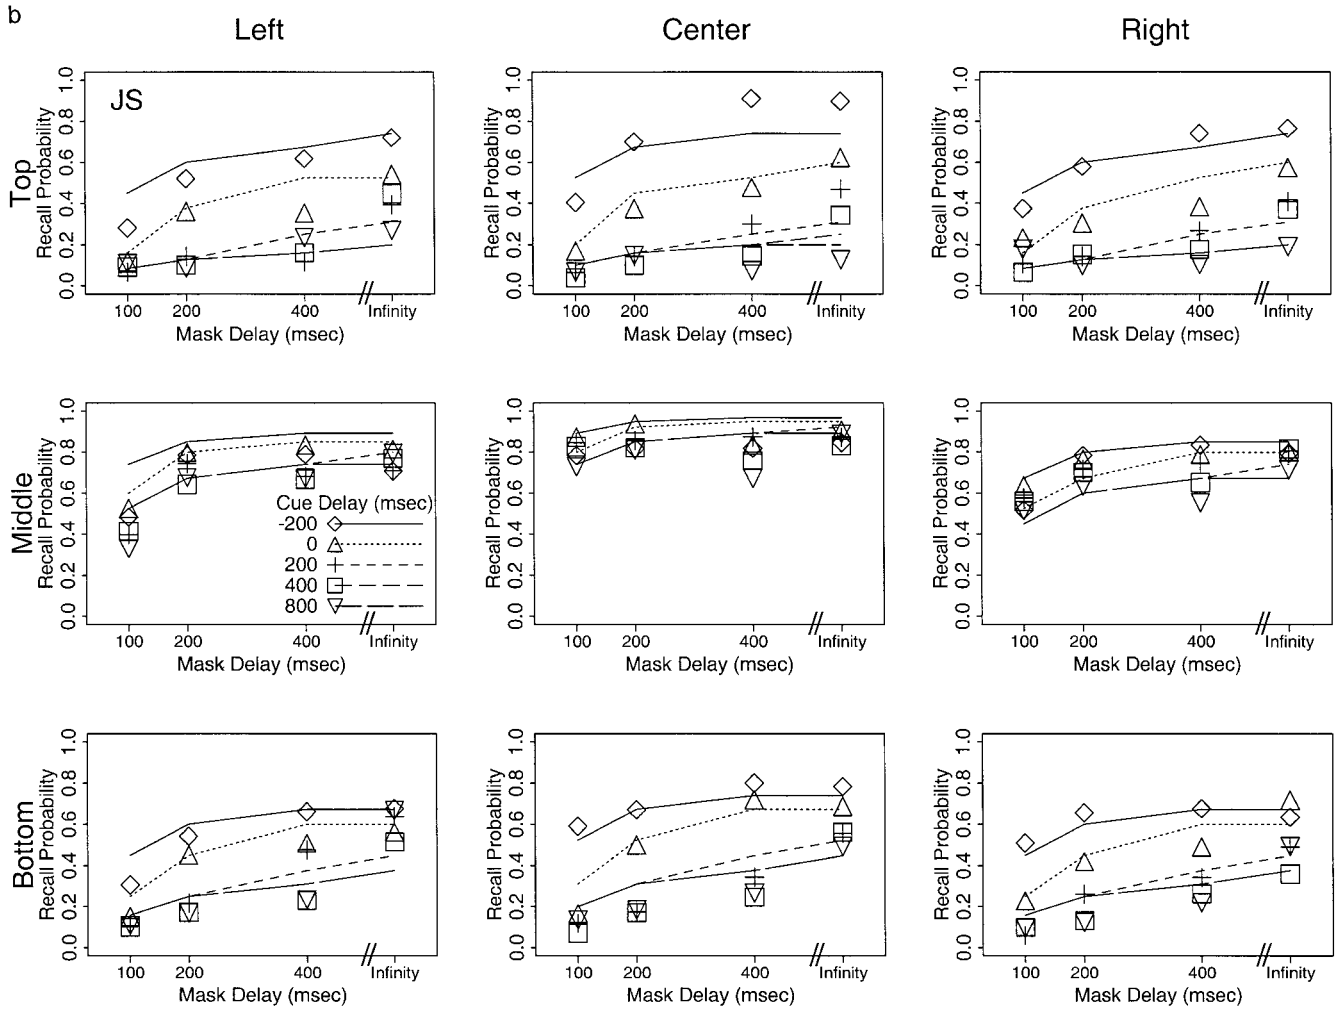 b
Left Center Right
Top
JS
Recall Probability
0.0 0.2 0.4 0.6 0.8 1.0
100 200 400 Infinity
Mask Delay (msec)
Recall Probability
0.0 0.2 0.4 0.6 0.8 1.0
100 200 400 Infinity
Mask Delay (msec)
Recall Probability
0.0 0.2 0.4 0.6 0.8 1.0
100 200 400 Infinity
Mask Delay (msec)
Middle
Recall Probability
0.0 0.2 0.4 0.6 0.8 1.0
Cue Delay (msec)
-200
0
200
400
800
100 200 400 Infinity
Mask Delay (msec)
Recall Probability
0.0 0.2 0.4 0.6 0.8 1.0
100 200 400 Infinity
Mask Delay (msec)
Recall Probability
0.0 0.2 0.4 0.6 0.8 1.0
100 200 400 Infinity
Mask Delay (msec)
Bottom
Recall Probability
0.0 0.2 0.4 0.6 0.8 1.0
100 200 400 Infinity
Mask Delay (msec)
Recall Probability
0.0 0.2 0.4 0.6 0.8 1.0
100 200 400 Infinity
Mask Delay (msec)
Recall Probability
0.0 0.2 0.4 0.6 0.8 1.0
100 200 400 Infinity
Mask Delay (msec)